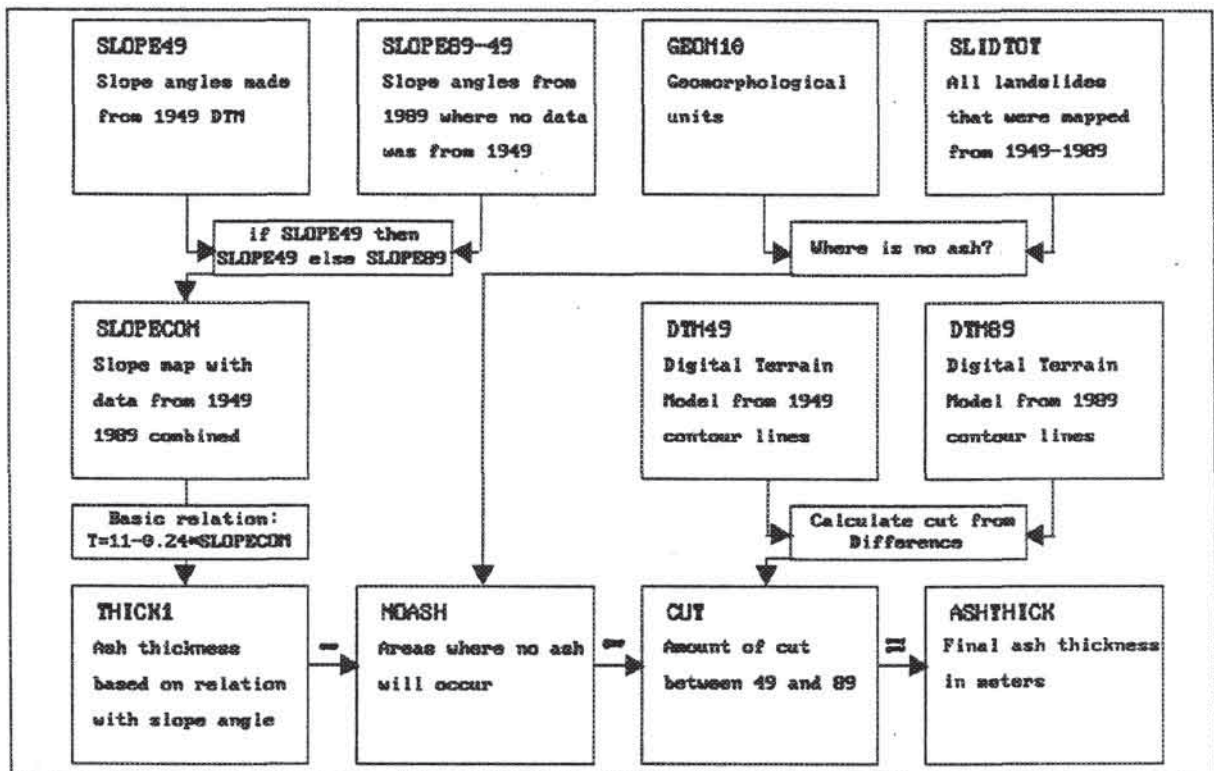 SLOPE49
Slope angles made
from 1949 DTM
SLOPE89-49
Slope angles from
1989 where no data
was from 1949
GEOM10
Geomorphological
units
SLIDTOT
All landslides
that were mapped
from 1949-1989
if SLOPE49 then
SLOPE49 else SLOPE89
Where is no ash?
SLOPECOM
Slope map with
data from 1949
1989 combined
DTM49
Digital Terrain
Model from 1949
contour lines
DTM89
Digital Terrain
Model from 1989
contour lines
Basic relation:
T=11-0.24*SLOPECOM
Calculate cut from
Difference
THICK1
Ash thickness
based on relation
with slope angle
-
NOASH
Areas where no ash
will occur
-
CUT
Amount of cut
between 49 and 89
=
ASHTHICK
Final ash thickness
in meters